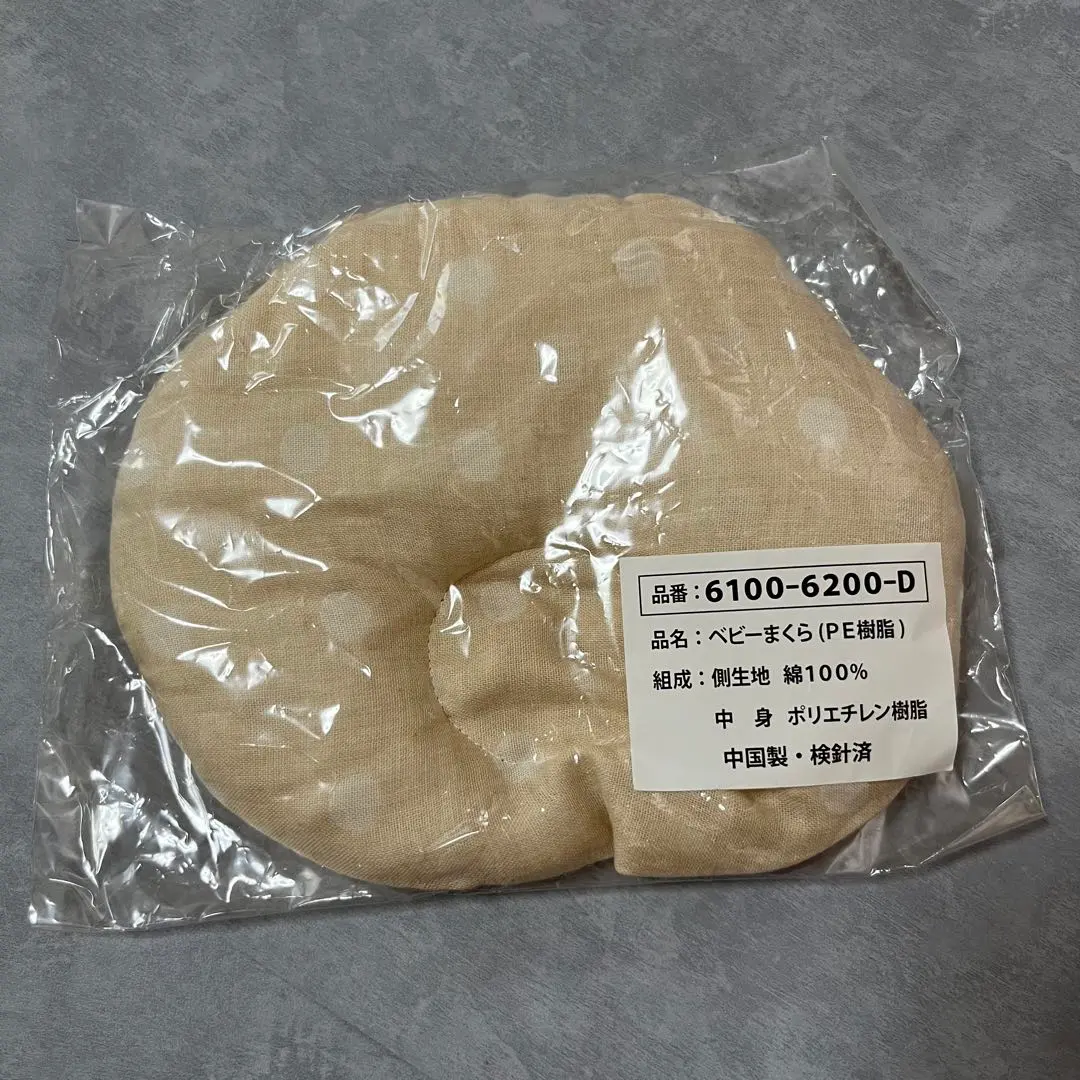 品番：6100-6200-D
品名：ベビーまくら(PE樹脂)
組成：側生地 綿100%
中 身 ポリエチレン樹脂
中国製・検針済